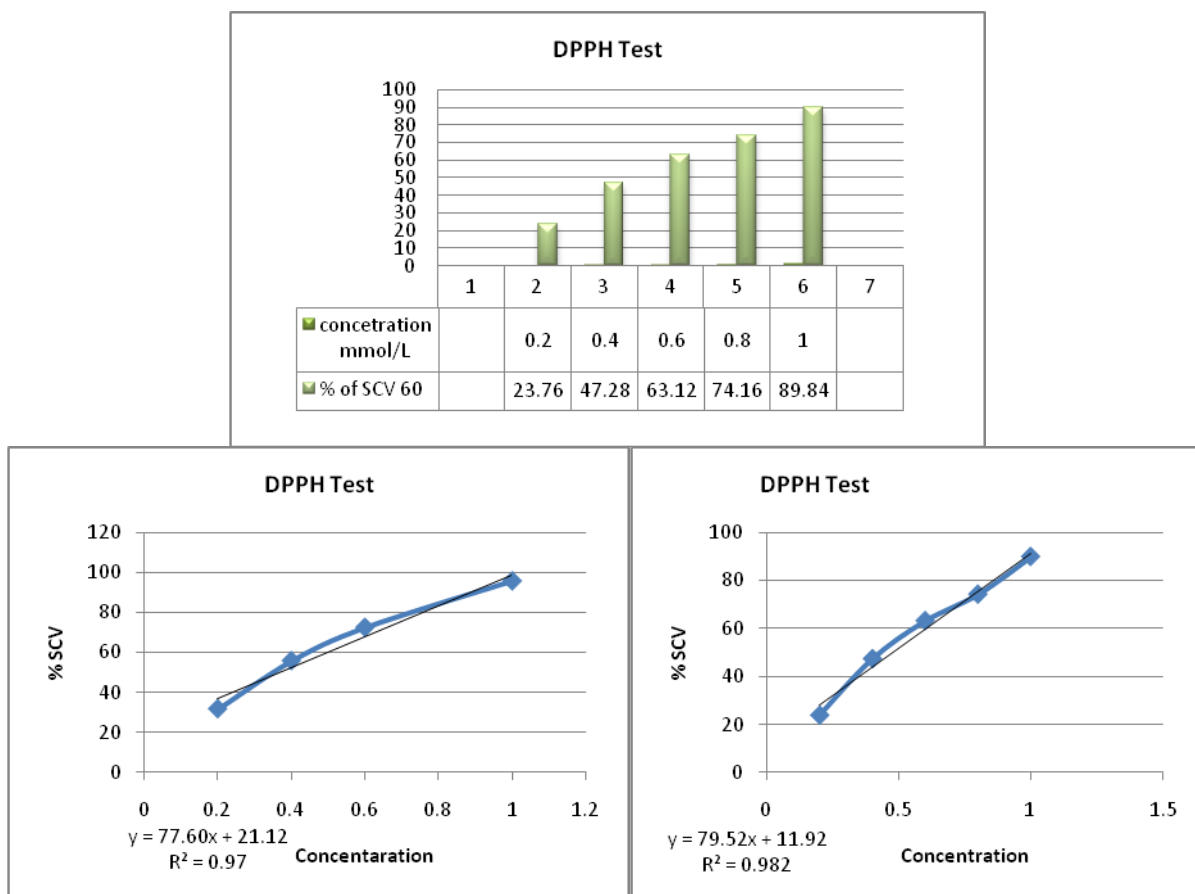 DPPH Test
100
90
80
70
60
50
40
30
20
10
0
1 2 3 4 5 6 7
concetration
mmol/L
0.2 0.4 0.6 0.8 1
% of SCV 60 23.76 47.28 63.12 74.16 89.84
DPPH Test
120
100
80
60
40
20
0
% SCV
0 0.2 0.4 0.6 0.8 1 1.2
y = 77.60x + 21.12
R² = 0.97
Concentaration
DPPH Test
100
80
60
40
20
0
% SCV
0 0.5 1 1.5
y = 79.52x + 11.92
R² = 0.982
Concentration